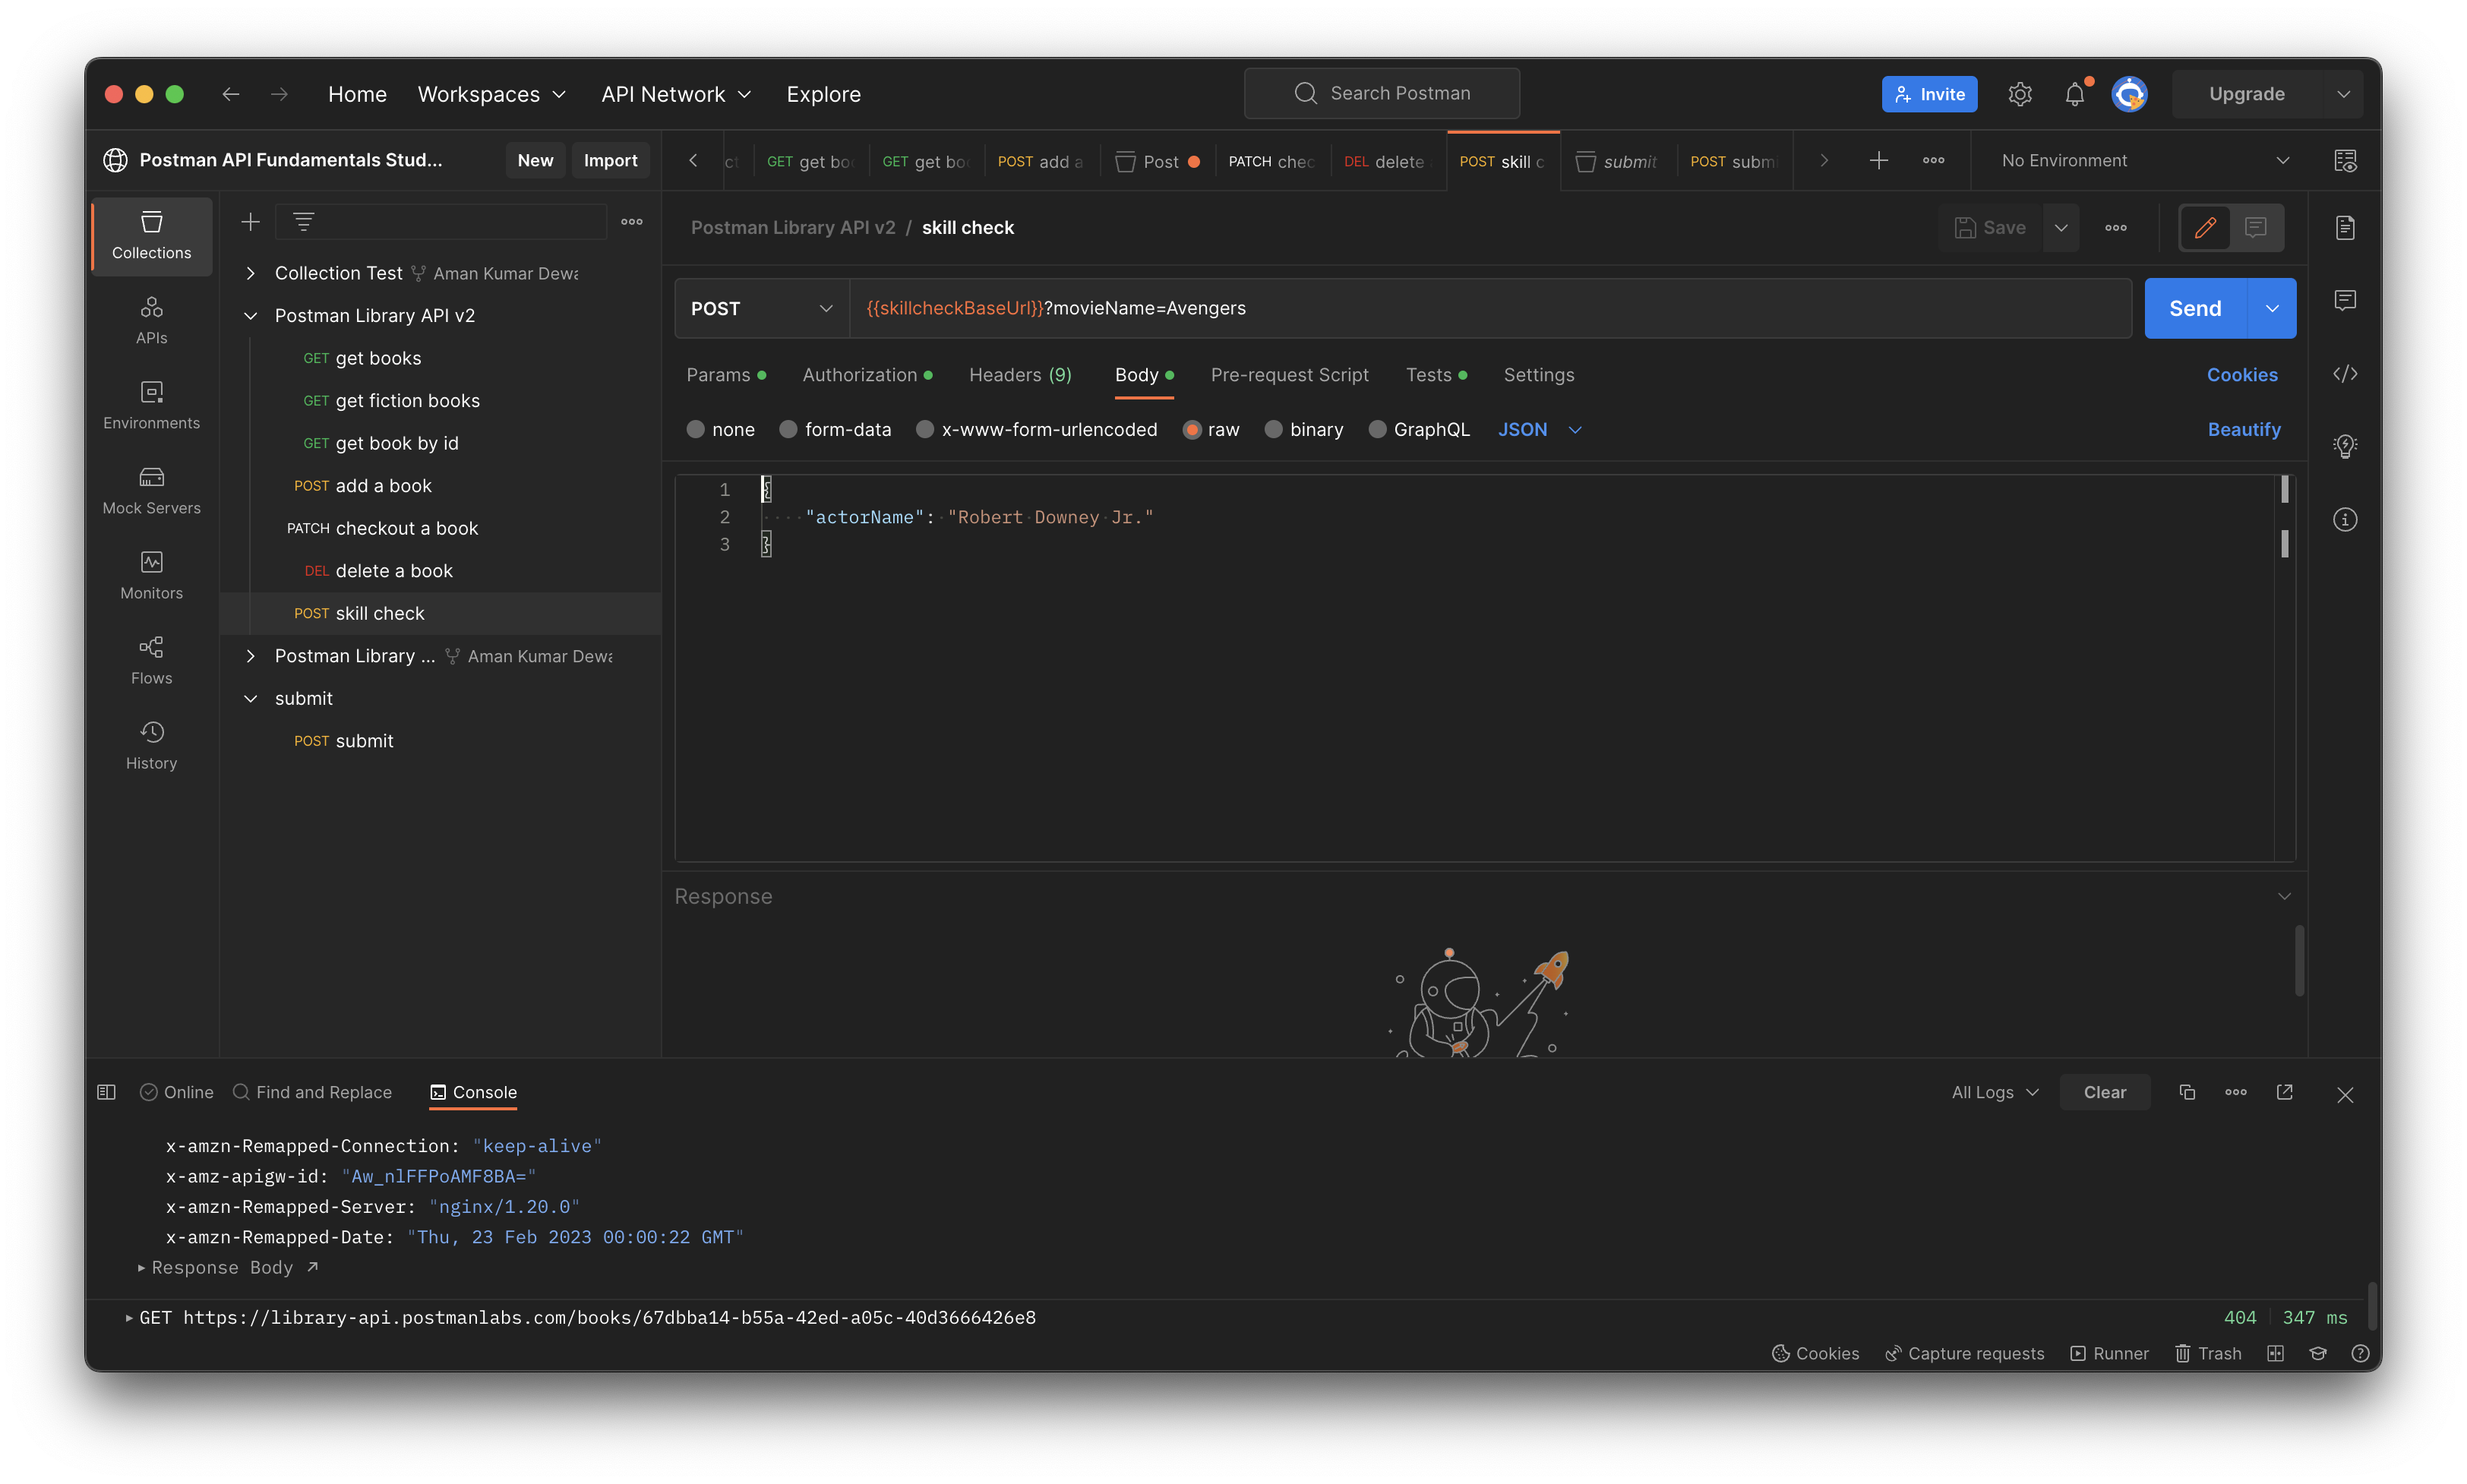 Home Workspaces API Network Explore Search Postman Invite Upgrade
Postman API Fundamentals Stud... New Import
GET get bo GET get bo POST add a Post PATCH chec DEL delete POST skill c submit POST subm No Environment
Collections
APIs
Environments
Mock Servers
Monitors
Flows
History
Collection Test Aman Kumar Dewa
Postman Library API v2
GET get books
GET get fiction books
GET get book by id
POST add a book
PATCH checkout a book
DEL delete a book
POST skill check
Postman Library ... Aman Kumar Dewa
submit
POST submit
Postman Library API v2 / skill check Save
POST {{skillcheckBaseUrl}}?movieName=Avengers Send
Params Authorization Headers (9) Body Pre-request Script Tests Settings Cookies
none form-data x-www-form-urlencoded raw binary GraphQL JSON Beautify
1 {
2 "actorName": "Robert Downey Jr."
3 }
Response
Online Find and Replace Console All Logs Clear
x-amzn-Remapped-Connection: "keep-alive"
x-amz-apigw-id: "Aw_nlFFPoAMF8BA="
x-amzn-Remapped-Server: "nginx/1.20.0"
x-amzn-Remapped-Date: "Thu, 23 Feb 2023 00:00:22 GMT"
Response Body
GET https://library-api.postmanlabs.com/books/67dbba14-b55a-42ed-a05c-40d3666426e8 404 347 ms
Cookies Capture requests Runner Trash